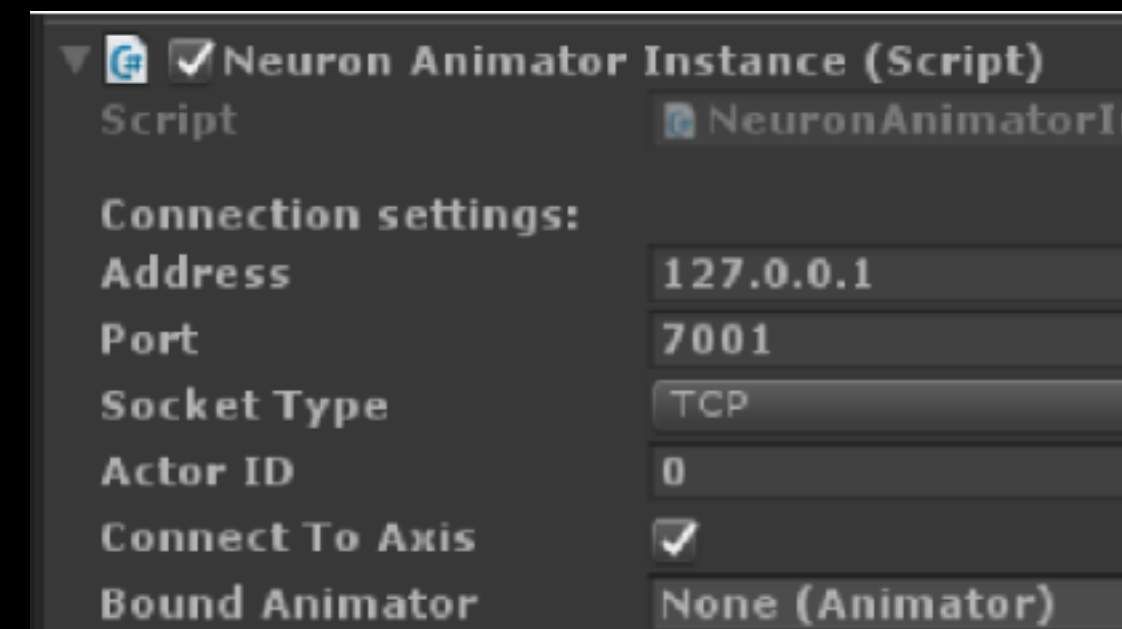 Neuron Animator Instance (Script)
Script
Connection settings:
Address 127.0.0.1
Port 7001
Socket Type TCP
Actor ID 0
Connect To Axis
Bound Animator None (Animator)